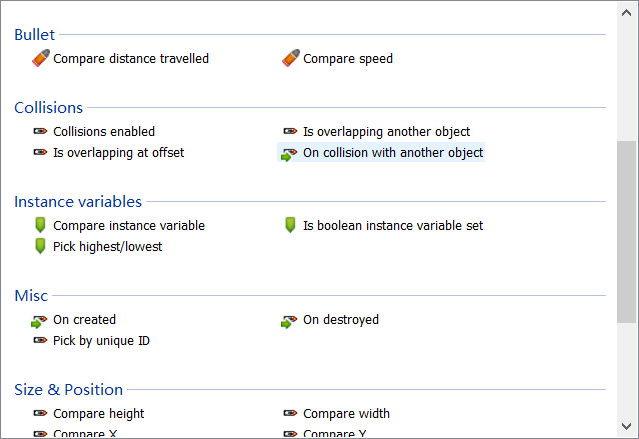 Bullet
Compare distance travelled Compare speed
Collisions
Collisions enabled Is overlapping another object
Is overlapping at offset On collision with another object
Instance variables
Compare instance variable Is boolean instance variable set
Pick highest/lowest
Misc
On created On destroyed
Pick by unique ID
Size & Position
Compare height Compare width
Compare X Compare Y